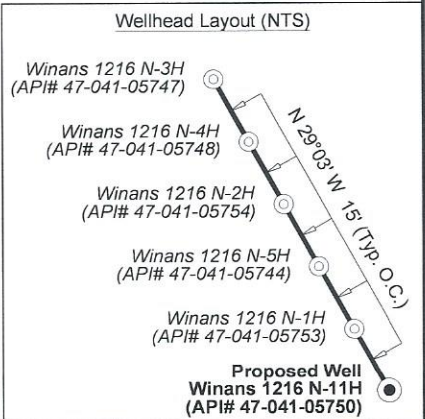 Wellhead Layout (NTS)
Winans 1216 N-3H
(API# 47-041-05747)
Winans 1216 N-4H
(API# 47-041-05748)
Winans 1216 N-2H
(API# 47-041-05754)
N 29°03' W 15' (Typ. O.C.)
Winans 1216 N-5H
(API# 47-041-05744)
Winans 1216 N-1H
(API# 47-041-05753)
Proposed Well
Winans 1216 N-11H
(API# 47-041-05750)